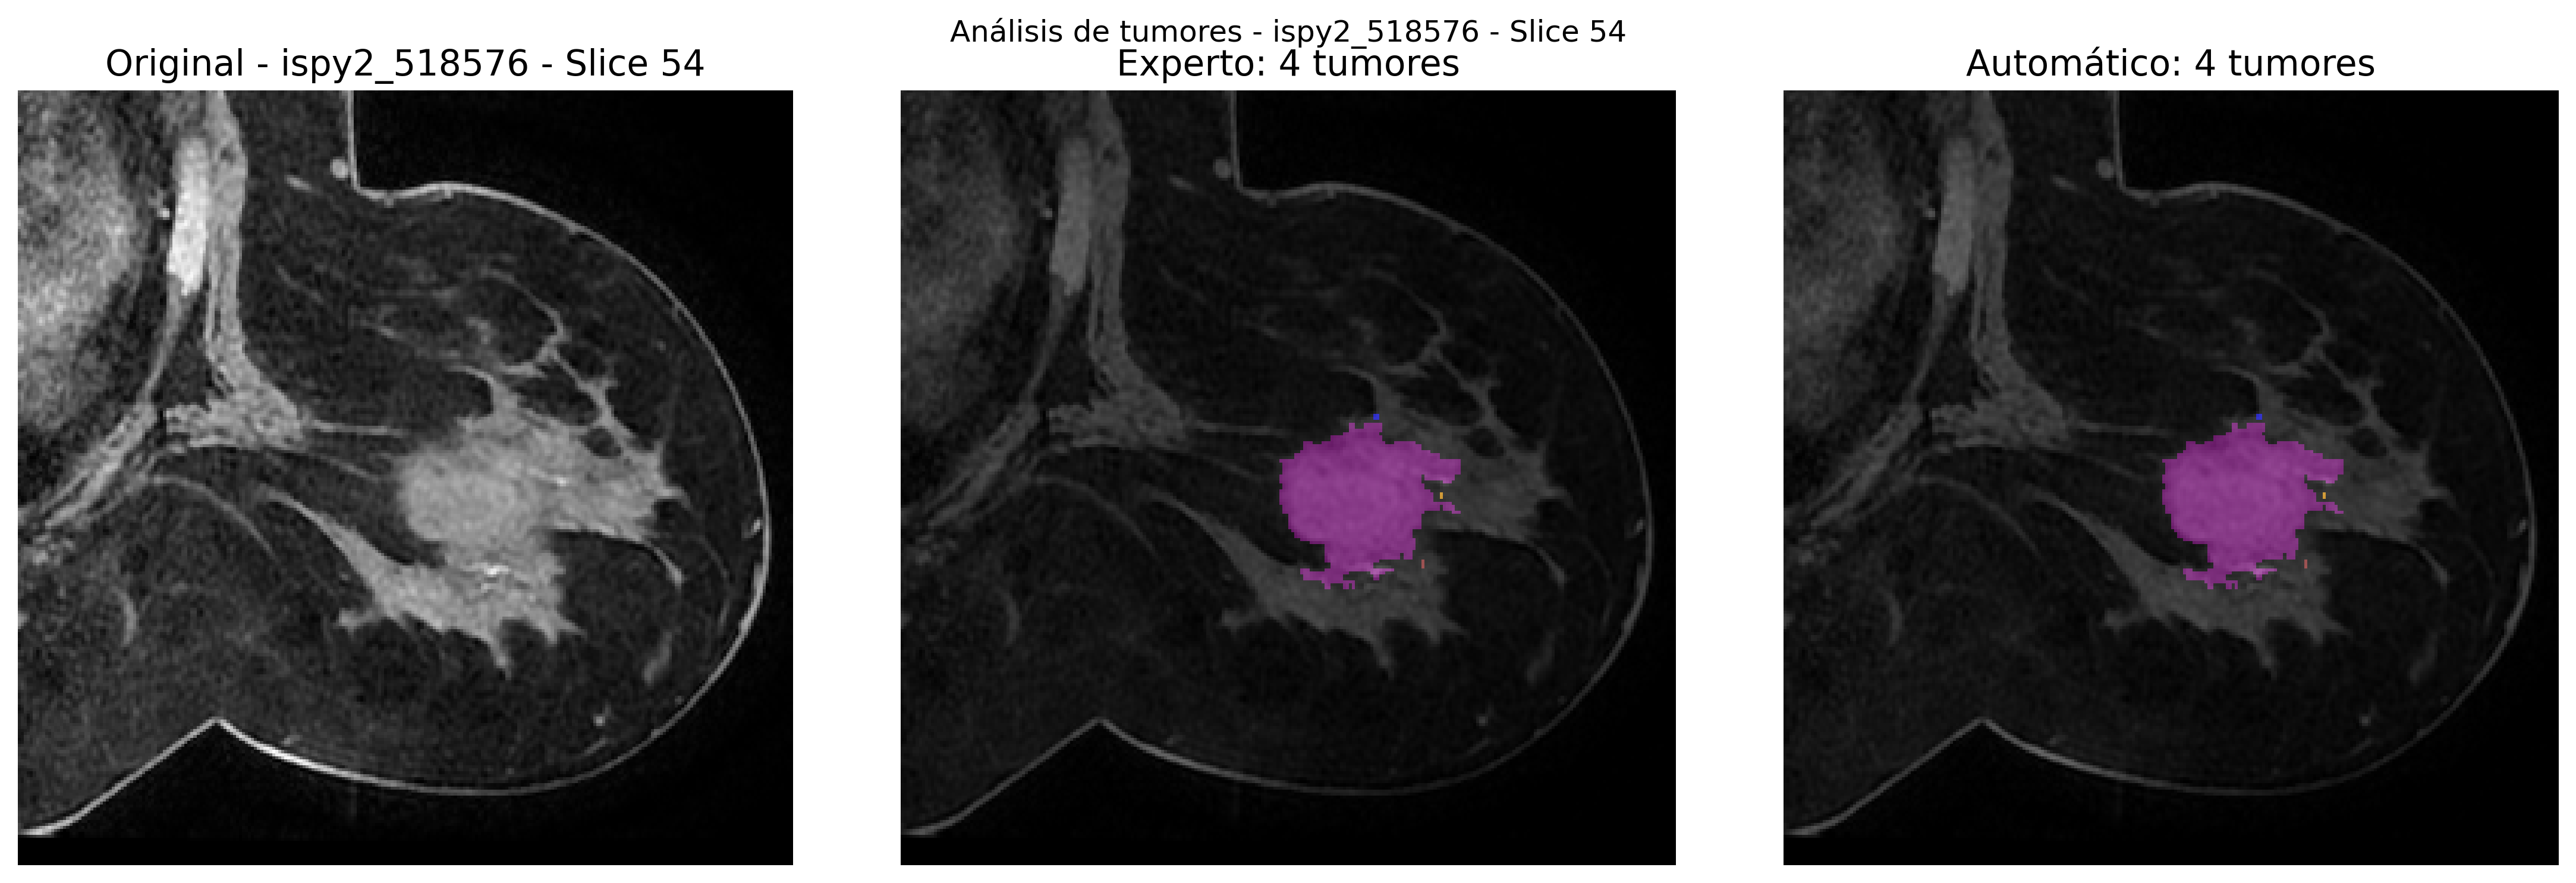 Análisis de tumores - ispy2_518576 - Slice 54
Original - ispy2_518576 - Slice 54
Experto: 4 tumores
Automático: 4 tumores